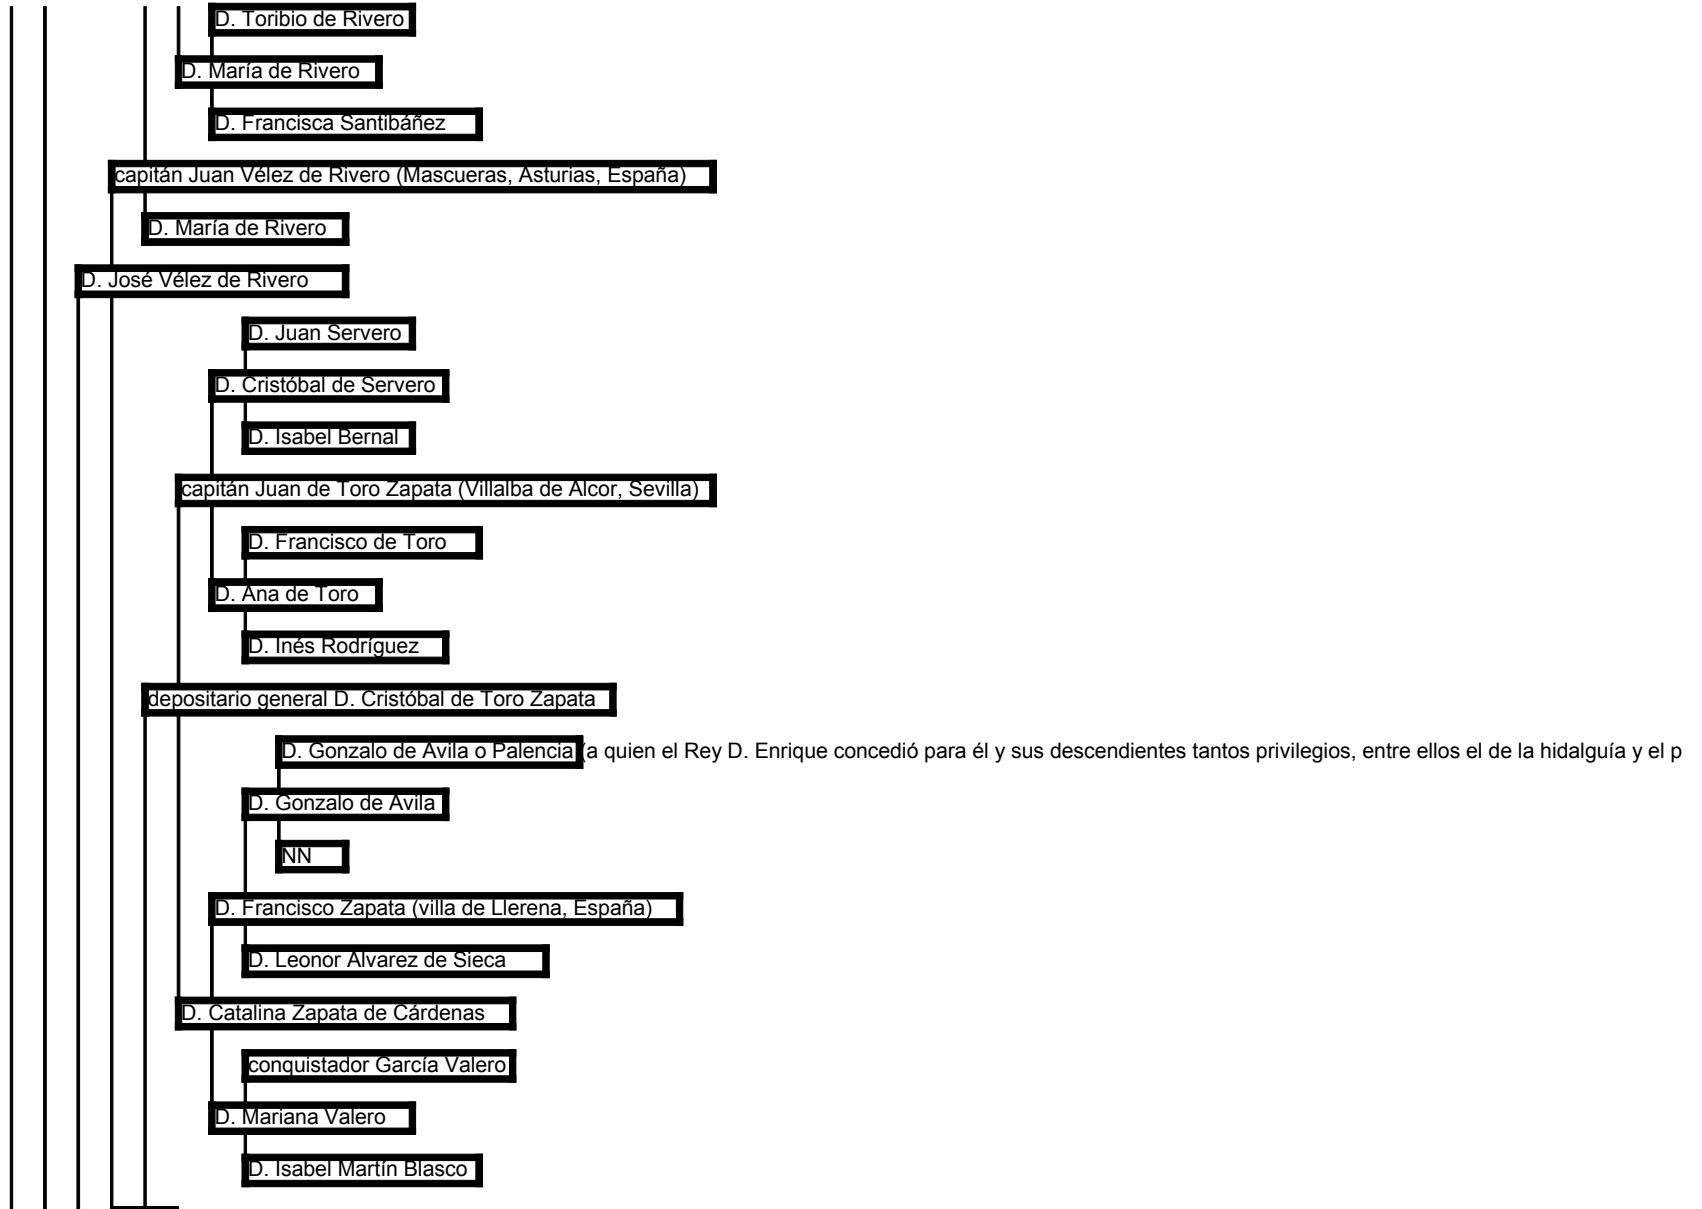 D. Toribio de Rivero
D. María de Rivero
D. Francisca Santibáñez
capitán Juan Vélez de Rivero (Mascueras, Asturias, España)
D. María de Rivero
D. José Vélez de Rivero
D. Juan Servero
D. Cristóbal de Servero
D. Isabel Bernal
capitán Juan de Toro Zapata (Villalba de Alcor, Sevilla)
D. Francisco de Toro
D. Ana de Toro
D. Inés Rodríguez
depositario general D. Cristóbal de Toro Zapata
D. Gonzalo de Avila o Palencia (a quien el Rey D. Enrique concedió para él y sus descendientes tantos privilegios, entre ellos el de la hidalguía y el p
D. Gonzalo de Avila
NN
D. Francisco Zapata (villa de Llerena, España)
D. Leonor Alvarez de Sieca
D. Catalina Zapata de Cárdenas
conquistador García Valero
D. Mariana Valero
D. Isabel Martín Blasco